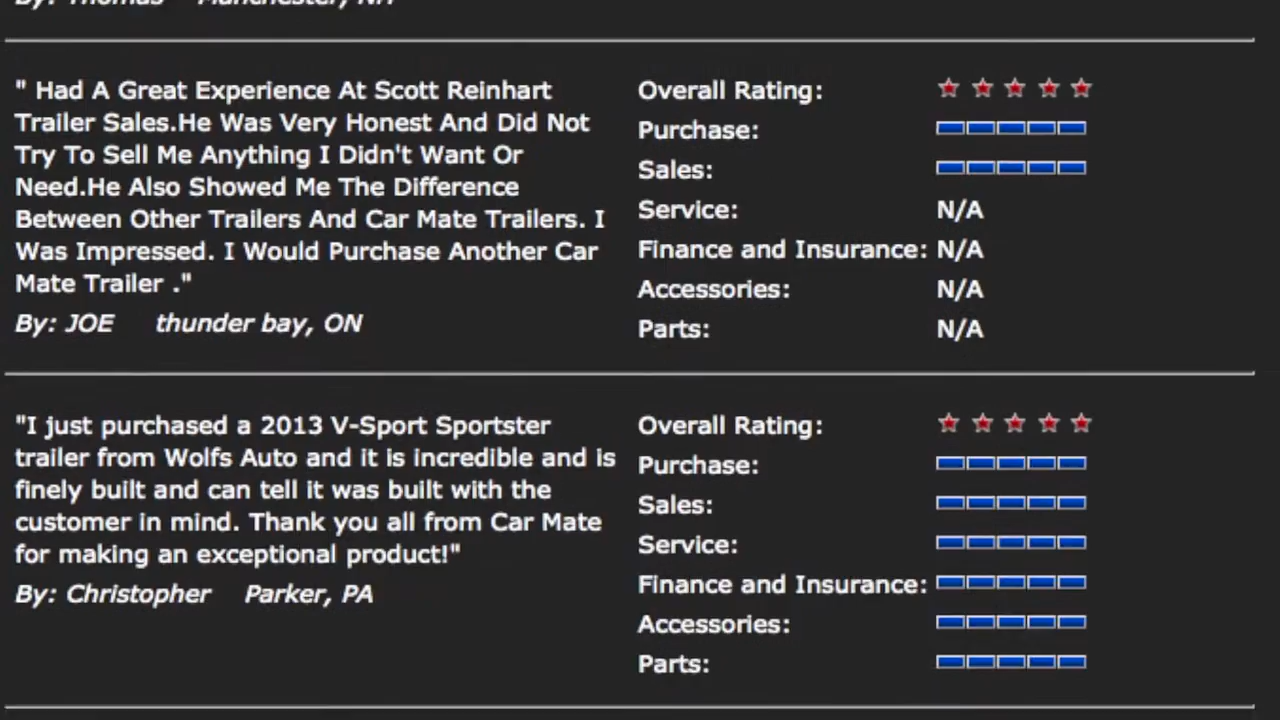 By: Thomas Manchester, NH
" Had A Great Experience At Scott Reinhart
Trailer Sales.He Was Very Honest And Did Not
Try To Sell Me Anything I Didn't Want Or
Need.He Also Showed Me The Difference
Between Other Trailers And Car Mate Trailers. I
Was Impressed. I Would Purchase Another Car
Mate Trailer ."
By: JOE thunder bay, ON
Overall Rating:
Purchase:
Sales:
Service: N/A
Finance and Insurance: N/A
Accessories: N/A
Parts: N/A
"I just purchased a 2013 V-Sport Sportster
trailer from Wolfs Auto and it is incredible and is
finely built and can tell it was built with the
customer in mind. Thank you all from Car Mate
for making an exceptional product!"
By: Christopher Parker, PA
Overall Rating:
Purchase:
Sales:
Service:
Finance and Insurance:
Accessories:
Parts: